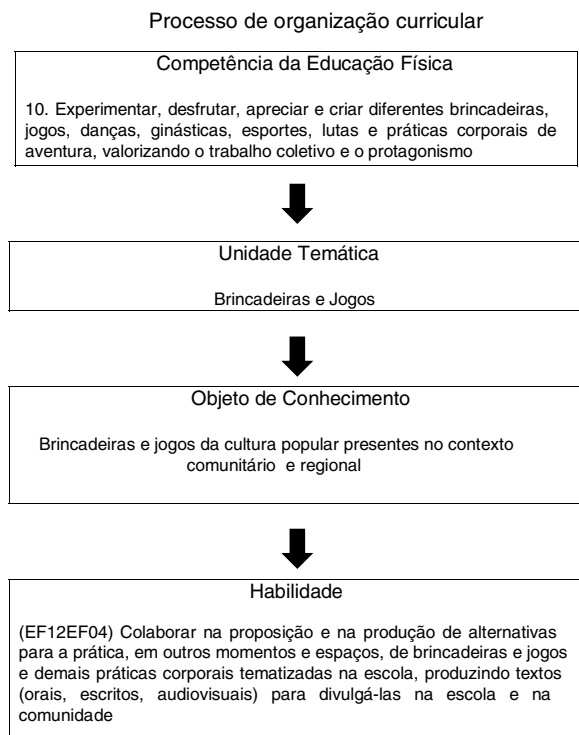 Processo de organização curricular
Competência da Educação Física
10. Experimentar, desfrutar, apreciar e criar diferentes brincadeiras,
jogos, danças, ginásticas, esportes, lutas e práticas corporais de
aventura, valorizando o trabalho coletivo e o protagonismo
Unidade Temática
Brincadeiras e Jogos
Objeto de Conhecimento
Brincadeiras e jogos da cultura popular presentes no contexto
comunitário e regional
Habilidade
(EF12EF04) Colaborar na proposição e na produção de alternativas
para a prática, em outros momentos e espaços, de brincadeiras e jogos
e demais práticas corporais tematizadas na escola, produzindo textos
(orais, escritos, audiovisuais) para divulgá-las na escola e na
comunidade